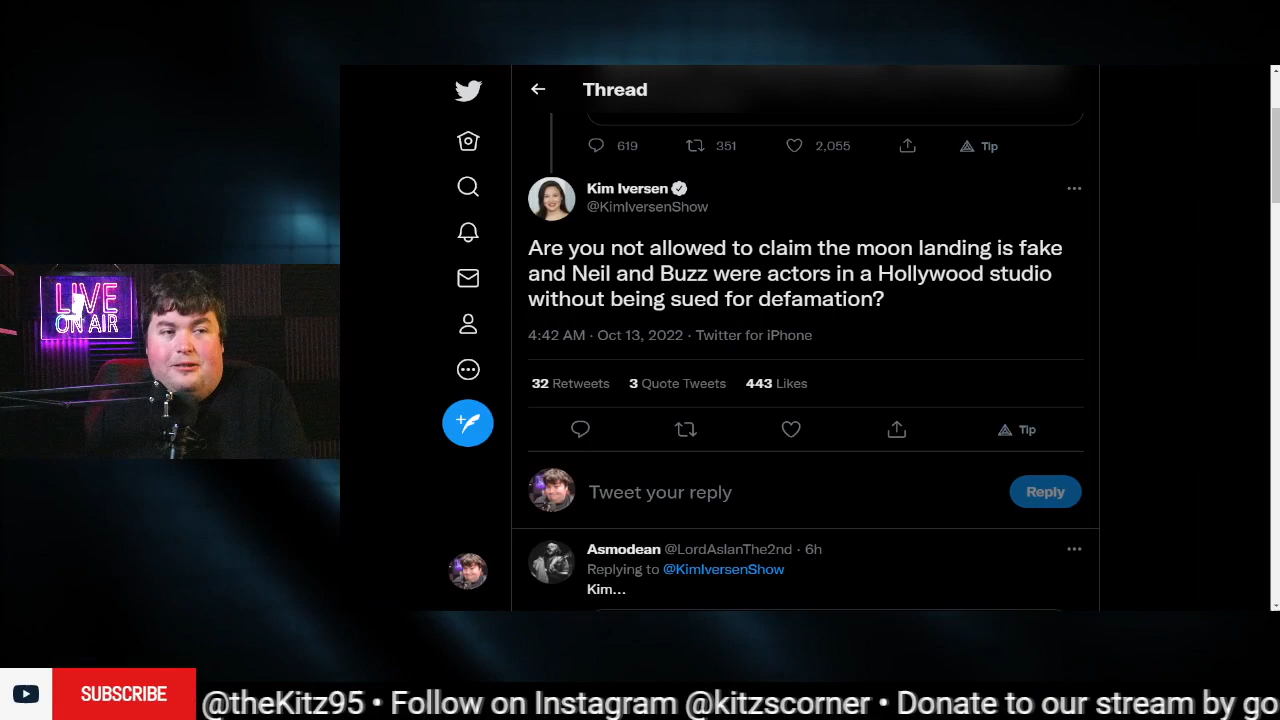 Thread
619 351 2,055 Tip
Kim Iversen
@KimIversenShow
Are you not allowed to claim the moon landing is fake
and Neil and Buzz were actors in a Hollywood studio
without being sued for defamation?
4:42 AM · Oct 13, 2022 · Twitter for iPhone
32 Retweets 3 Quote Tweets 443 Likes
Tip
Tweet your reply
Reply
Asmodean @LordAslanThe2nd · 6h
Replying to @KimIversenShow
Kim...
LIVE
ON AIR
SUBSCRIBE
@theKitz95 • Follow on Instagram @kitzscorner • Donate to our stream by go